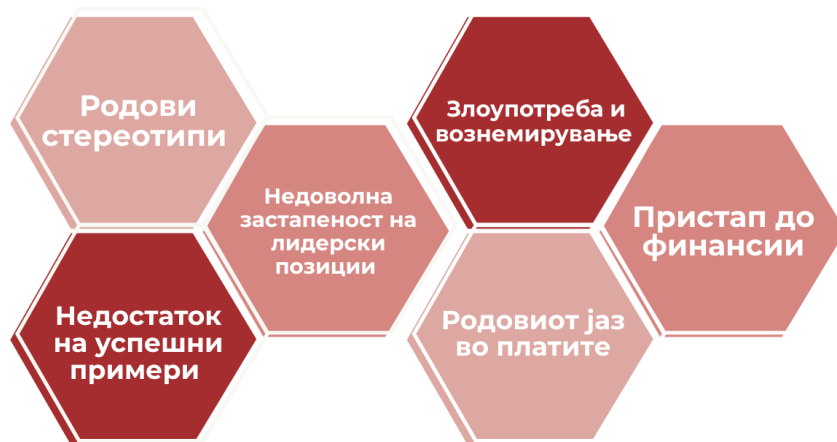 Родови
стереотипи
Недоволна
застапеност на
лидерски
позиции
Недостаток
на успешни
примери
Злоупотреба и
вознемирување
Родовиот јаз
во платите
Пристап до
финансии